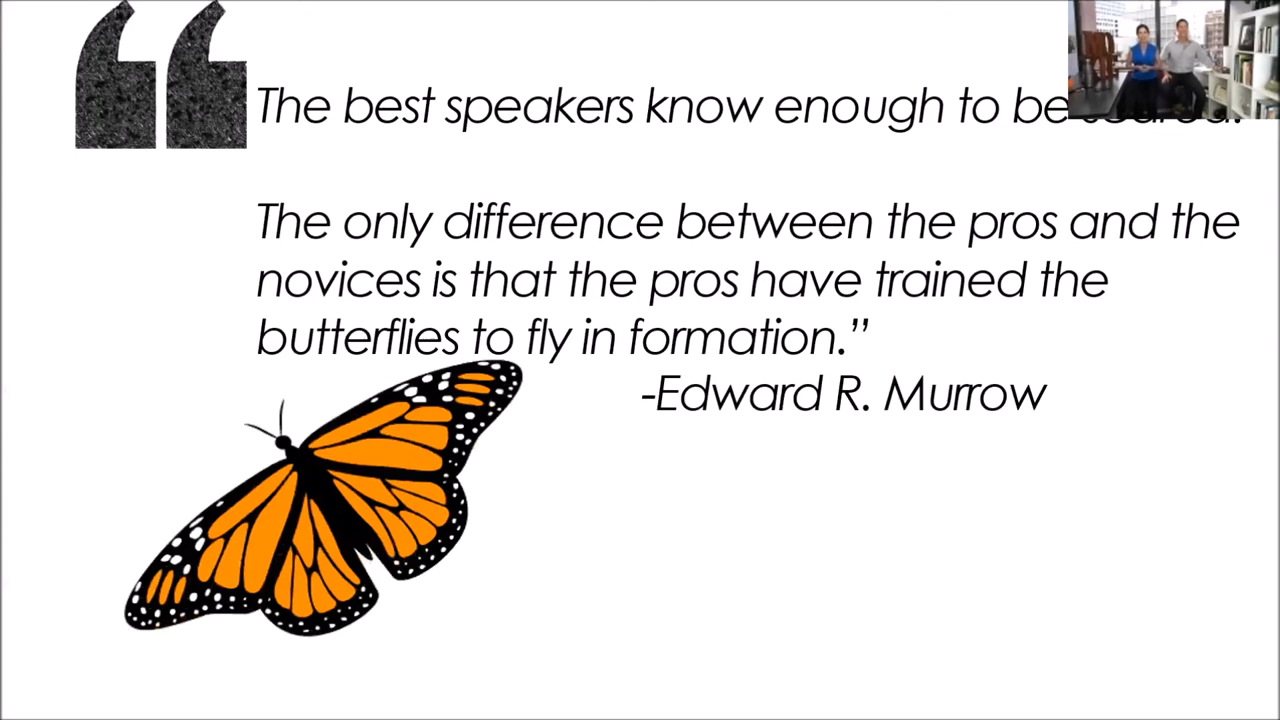 The best speakers know enough to be
The only difference between the pros and the
novices is that the pros have trained the
butterflies to fly in formation.”
-Edward R. Murrow